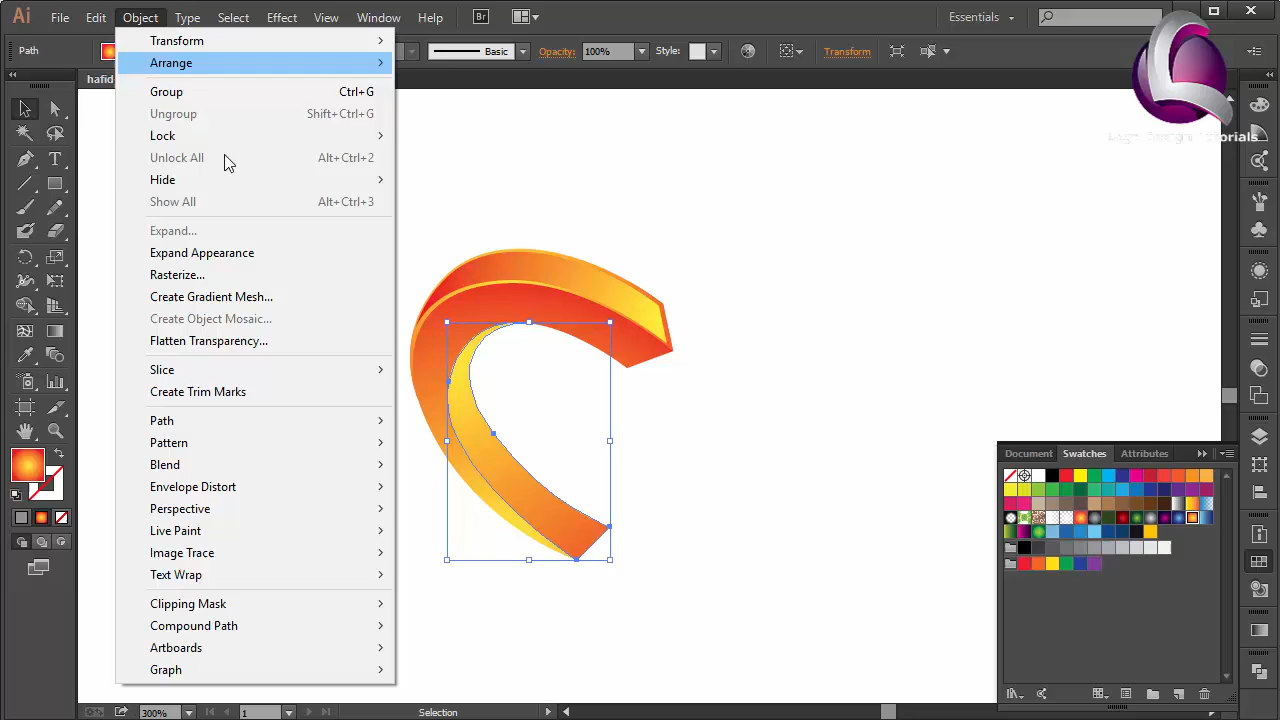 Ai File Edit Object Type Select Effect View Window Help Br Essentials
Path Basic Opacity: 100% Style: Transform
hafid
Transform
Arrange
Group Ctrl+G
Ungroup Shift+Ctrl+G
Lock
Unlock All Alt+Ctrl+2
Hide
Show All Alt+Ctrl+3
Expand...
Expand Appearance
Rasterize...
Create Gradient Mesh...
Create Object Mosaic...
Flatten Transparency...
Slice
Create Trim Marks
Path
Pattern
Blend
Envelope Distort
Perspective
Live Paint
Image Trace
Text Wrap
Clipping Mask
Compound Path
Artboards
Graph
Logo Design Tutorials
Document Swatches Attributes
300% 1 Selection